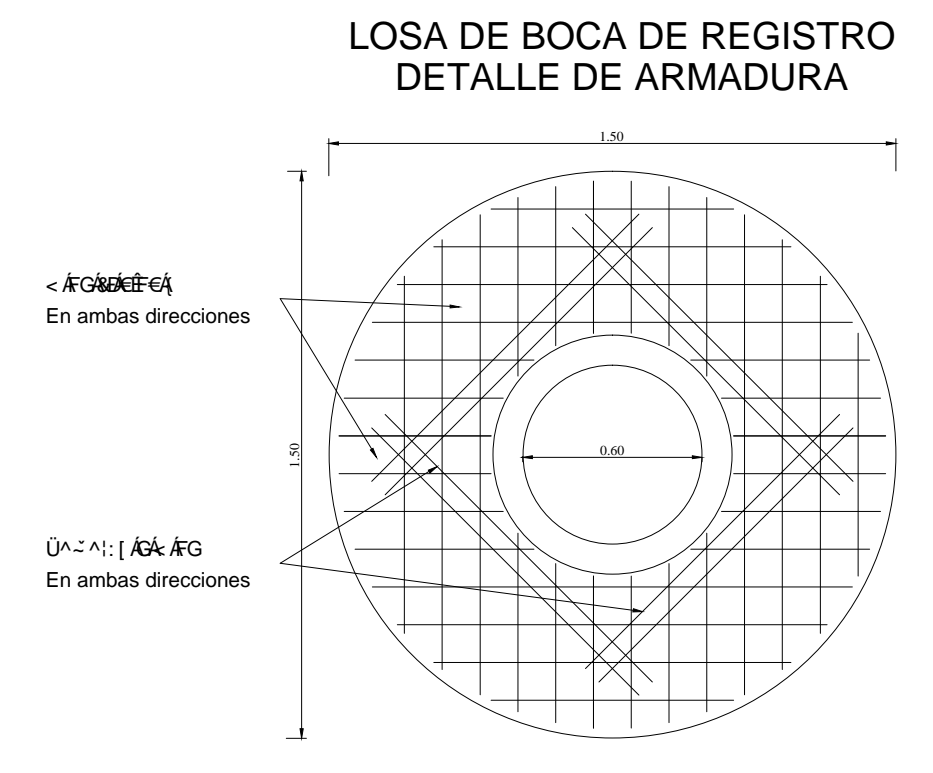 LOSA DE BOCA DE REGISTRO
DETALLE DE ARMADURA
1.50
En ambas direcciones
1.50
0.60
En ambas direcciones